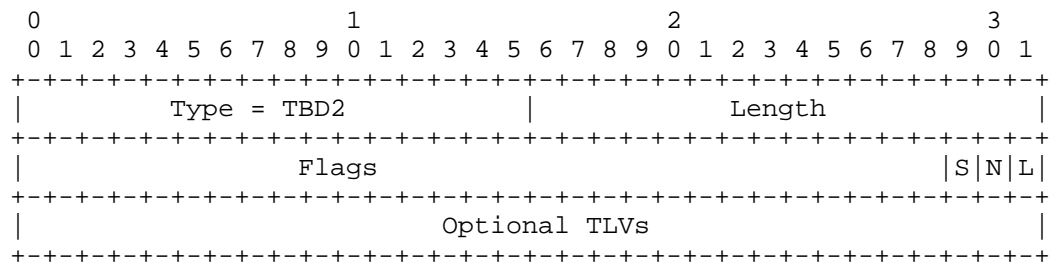 0                   1                   2                   3
 0 1 2 3 4 5 6 7 8 9 0 1 2 3 4 5 6 7 8 9 0 1 2 3 4 5 6 7 8 9 0 1
+-+-+-+-+-+-+-+-+-+-+-+-+-+-+-+-+-+-+-+-+-+-+-+-+-+-+-+-+-+-+-+-+
|         Type = TBD2           |            Length             |
+-+-+-+-+-+-+-+-+-+-+-+-+-+-+-+-+-+-+-+-+-+-+-+-+-+-+-+-+-+-+-+-+
|                 Flags                                   |S|N|L|
+-+-+-+-+-+-+-+-+-+-+-+-+-+-+-+-+-+-+-+-+-+-+-+-+-+-+-+-+-+-+-+-+
|                          Optional TLVs                        |
+-+-+-+-+-+-+-+-+-+-+-+-+-+-+-+-+-+-+-+-+-+-+-+-+-+-+-+-+-+-+-+-+